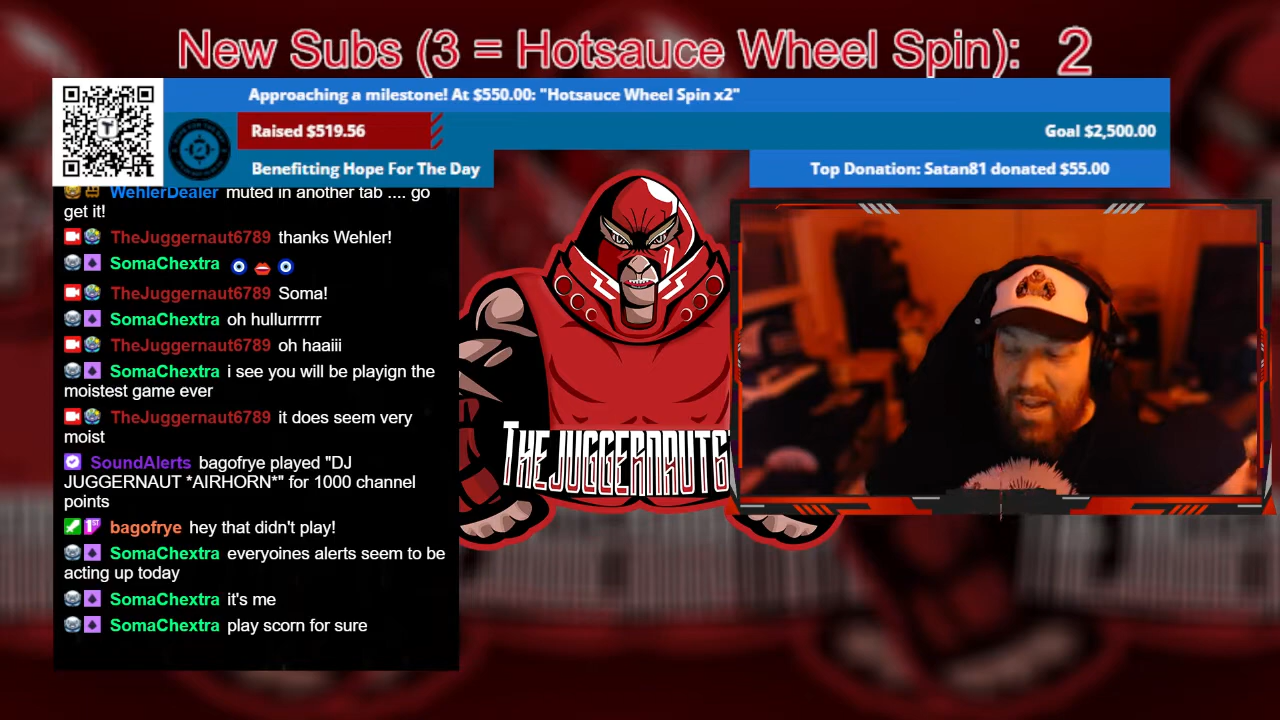 New Subs (3 = Hotsauce Wheel Spin): 2
Approaching a milestone! At $550.00: "Hotsauce Wheel Spin x2"
Raised $519.56
Goal $2,500.00
Benefitting Hope For The Day
Top Donation: Satan81 donated $55.00
WehlerDealer muted in another tab .... go
get it!
TheJuggernaut6789 thanks Wehler!
SomaChextra
TheJuggernaut6789 Soma!
SomaChextra oh hullurrrrrr
TheJuggernaut6789 oh haaiii
SomaChextra i see you will be playign the
moistest game ever
TheJuggernaut6789 it does seem very
moist
SoundAlerts bagofrye played "DJ
JUGGERNAUT *AIRHORN*" for 1000 channel
points
bagofrye hey that didn't play!
SomaChextra everyoines alerts seem to be
acting up today
SomaChextra it's me
SomaChextra play scorn for sure
THEJUGGERNAUT6